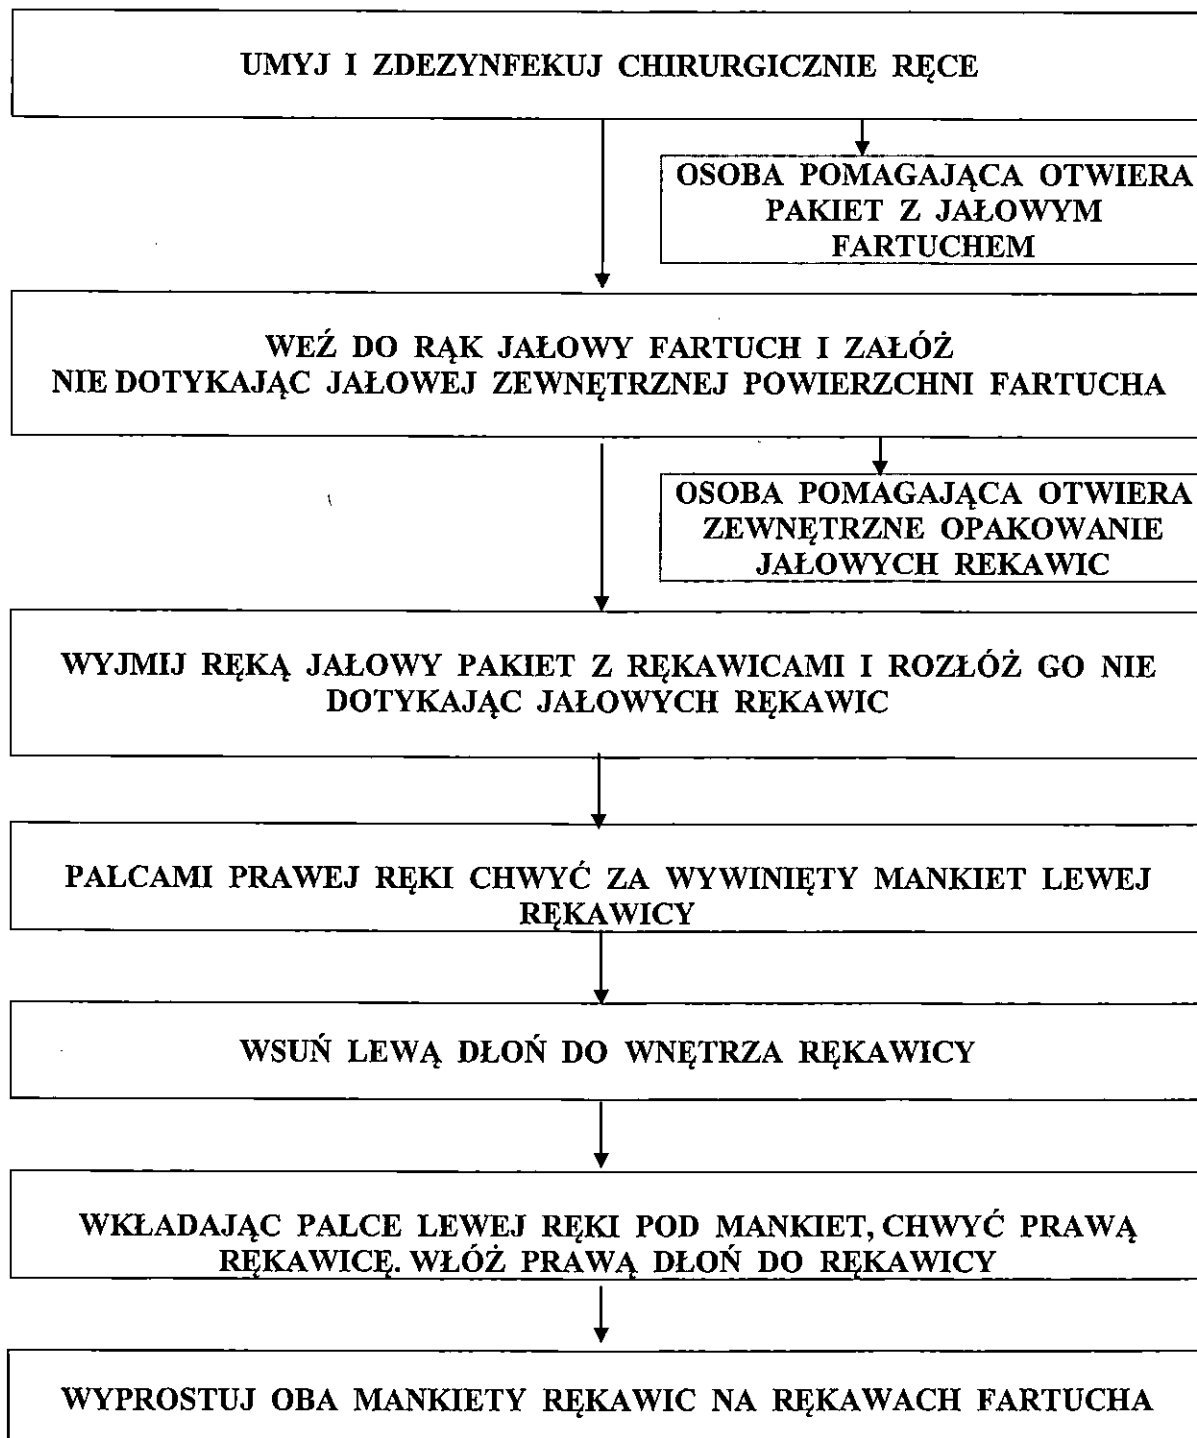 UMYJ I ZDEZYNFEKUJ CHIRURGICZNIE RĘCE
OSOBA POMAGAJĄCA OTWIERA
PAKIET Z JAŁOWYM
FARTUCHEM
WEŹ DO RĄK JAŁOWY FARTUCH I ZAŁÓŻ
NIE DOTYKAJĄC JAŁOWEJ ZEWNĘTRZNEJ POWIERZCHNI FARTUCHA
OSOBA POMAGAJĄCA OTWIERA
ZEWNĘTRZNE OPAKOWANIE
JAŁOWYCH REKAWIC
WYJMIJ RĘKĄ JAŁOWY PAKIET Z RĘKAWICAMI I ROZŁÓŻ GO NIE
DOTYKAJĄC JAŁOWYCH RĘKAWIC
PALCAMI PRAWEJ RĘKI CHWYĆ ZA WYWINIĘTY MANKIET LEWEJ
RĘKAWICY
WSUŃ LEWĄ DŁOŃ DO WNĘTRZA RĘKAWICY
WKŁADAJĄC PALCE LEWEJ RĘKI POD MANKIET, CHWYĆ PRAWĄ
RĘKAWICĘ. WŁÓŻ PRAWĄ DŁOŃ DO RĘKAWICY
WYPROSTUJ OBA MANKIETY RĘKAWIC NA RĘKAWACH FARTUCHA